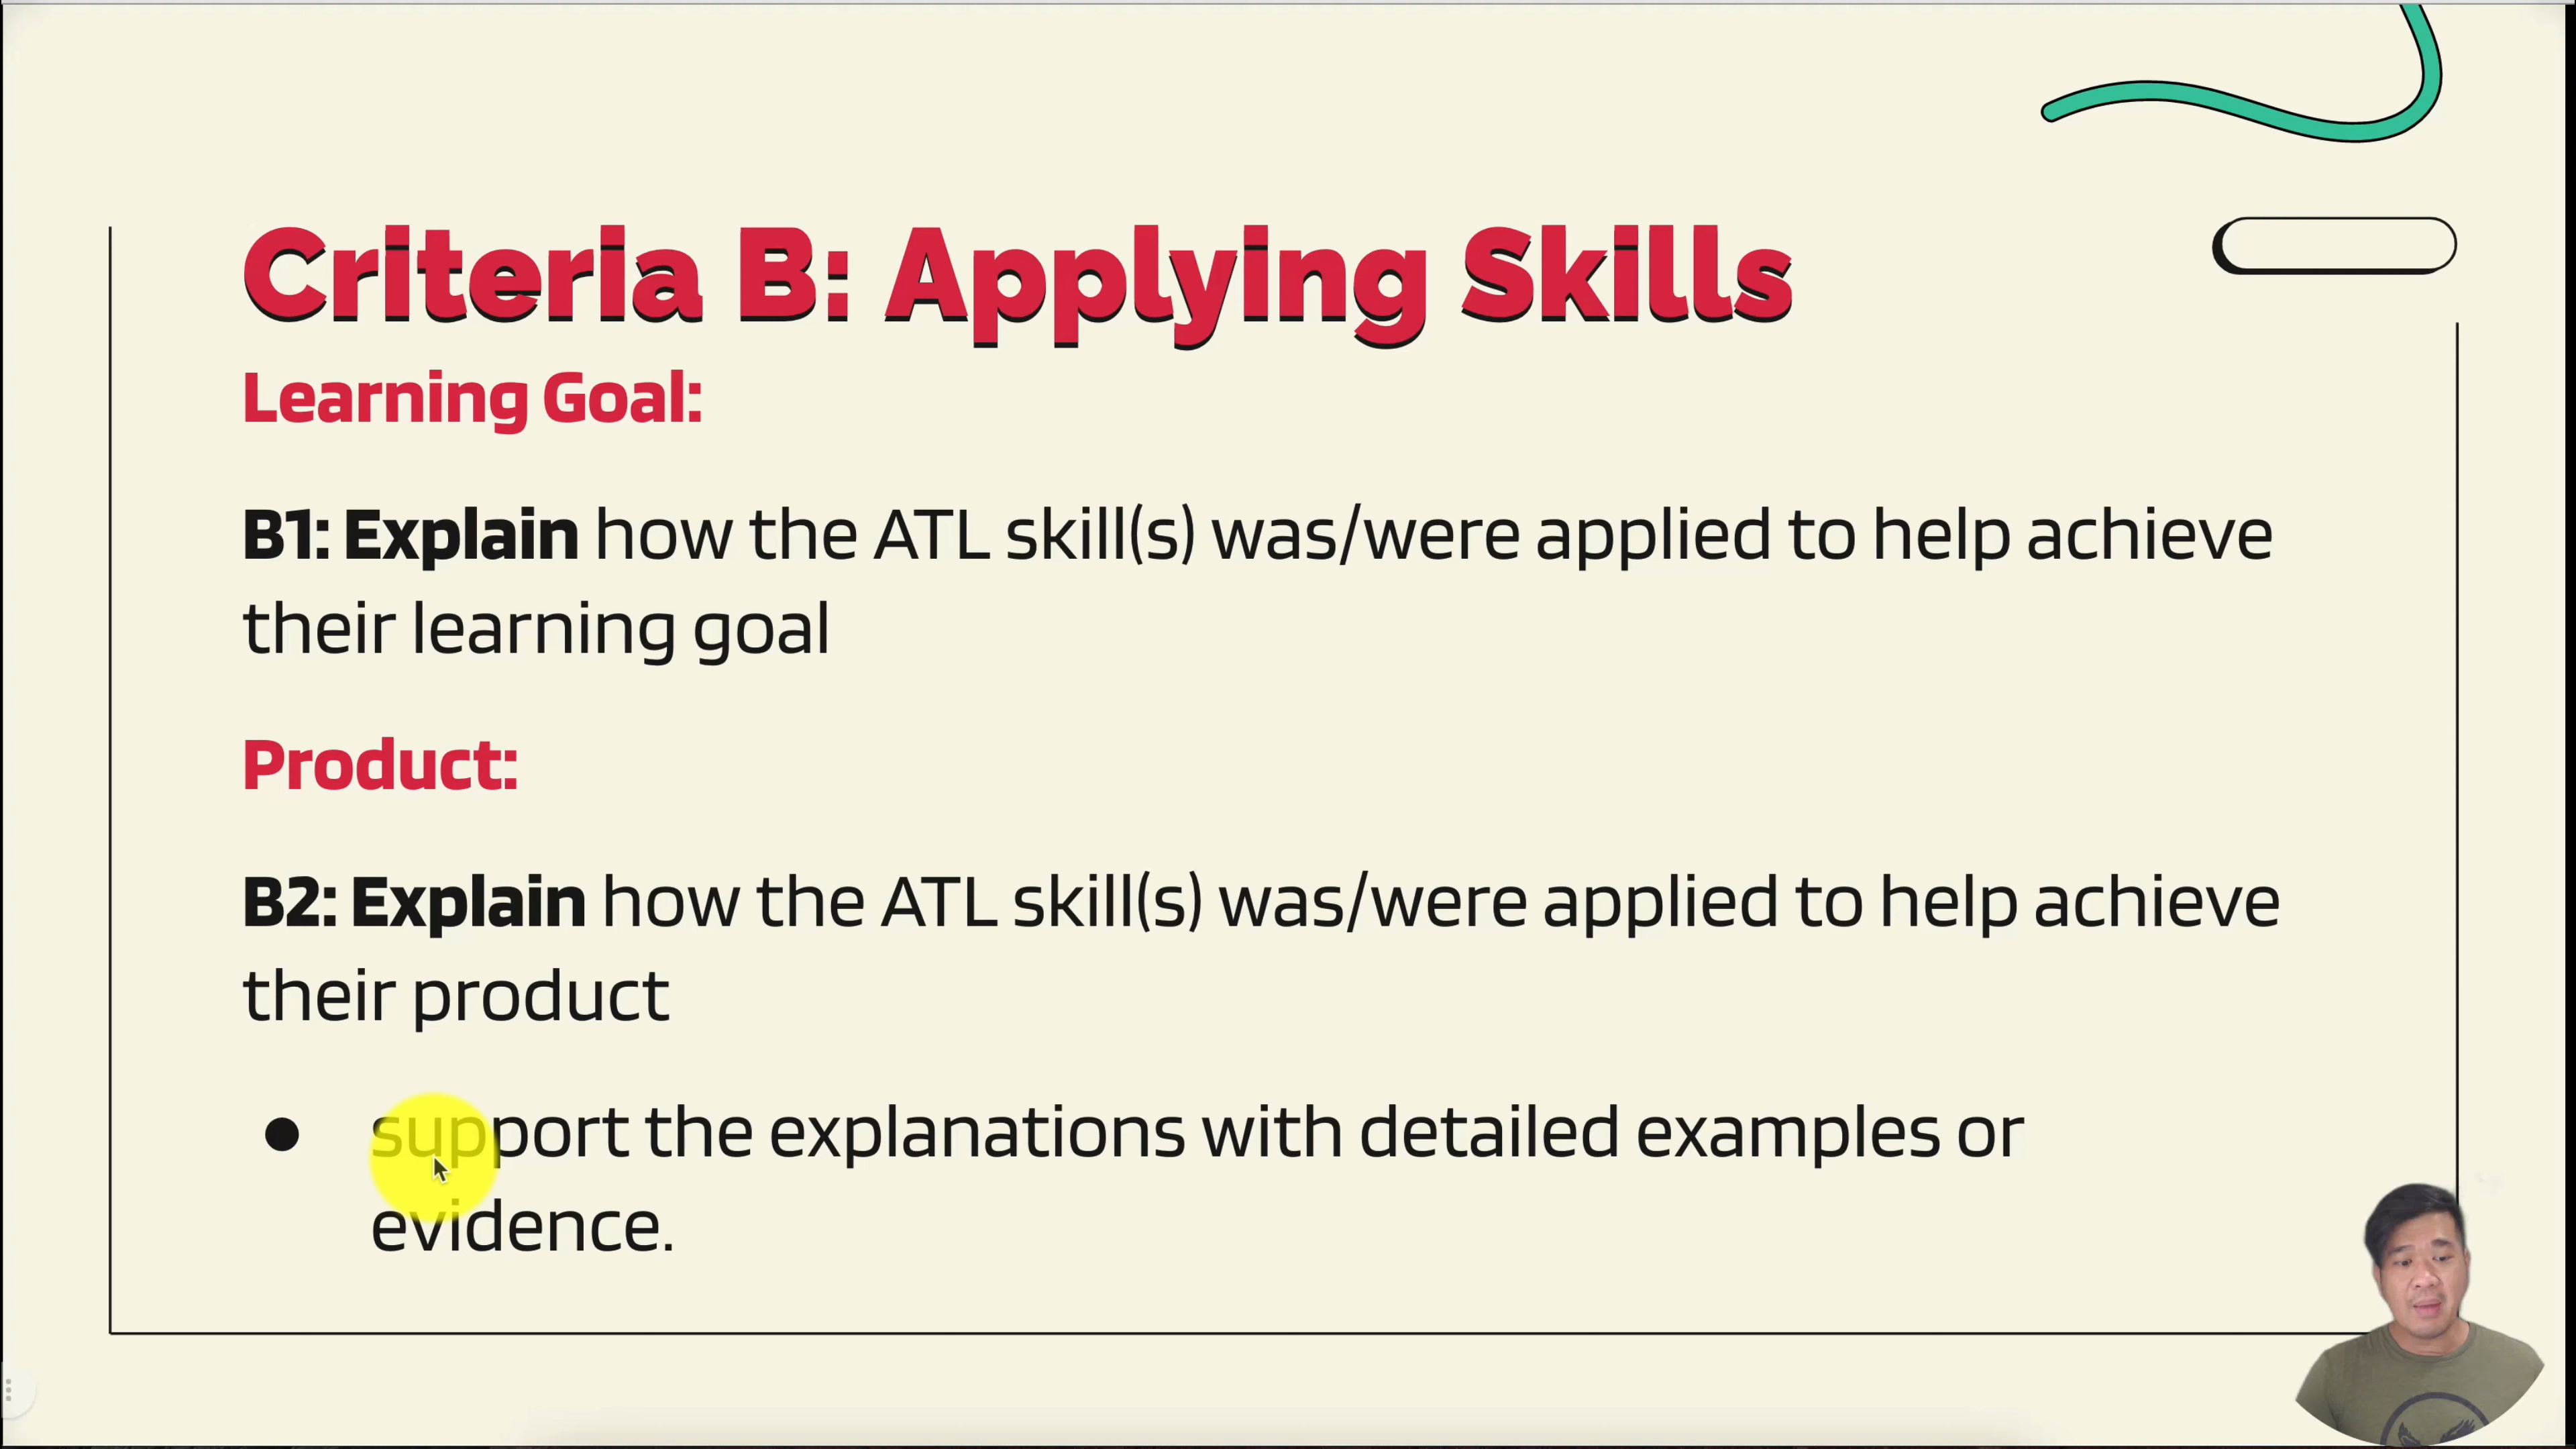 Criteria B: Applying Skills
Learning Goal:
B1: Explain how the ATL skill(s) was/were applied to help achieve
their learning goal
Product:
B2: Explain how the ATL skill(s) was/were applied to help achieve
their product
● support the explanations with detailed examples or
evidence.